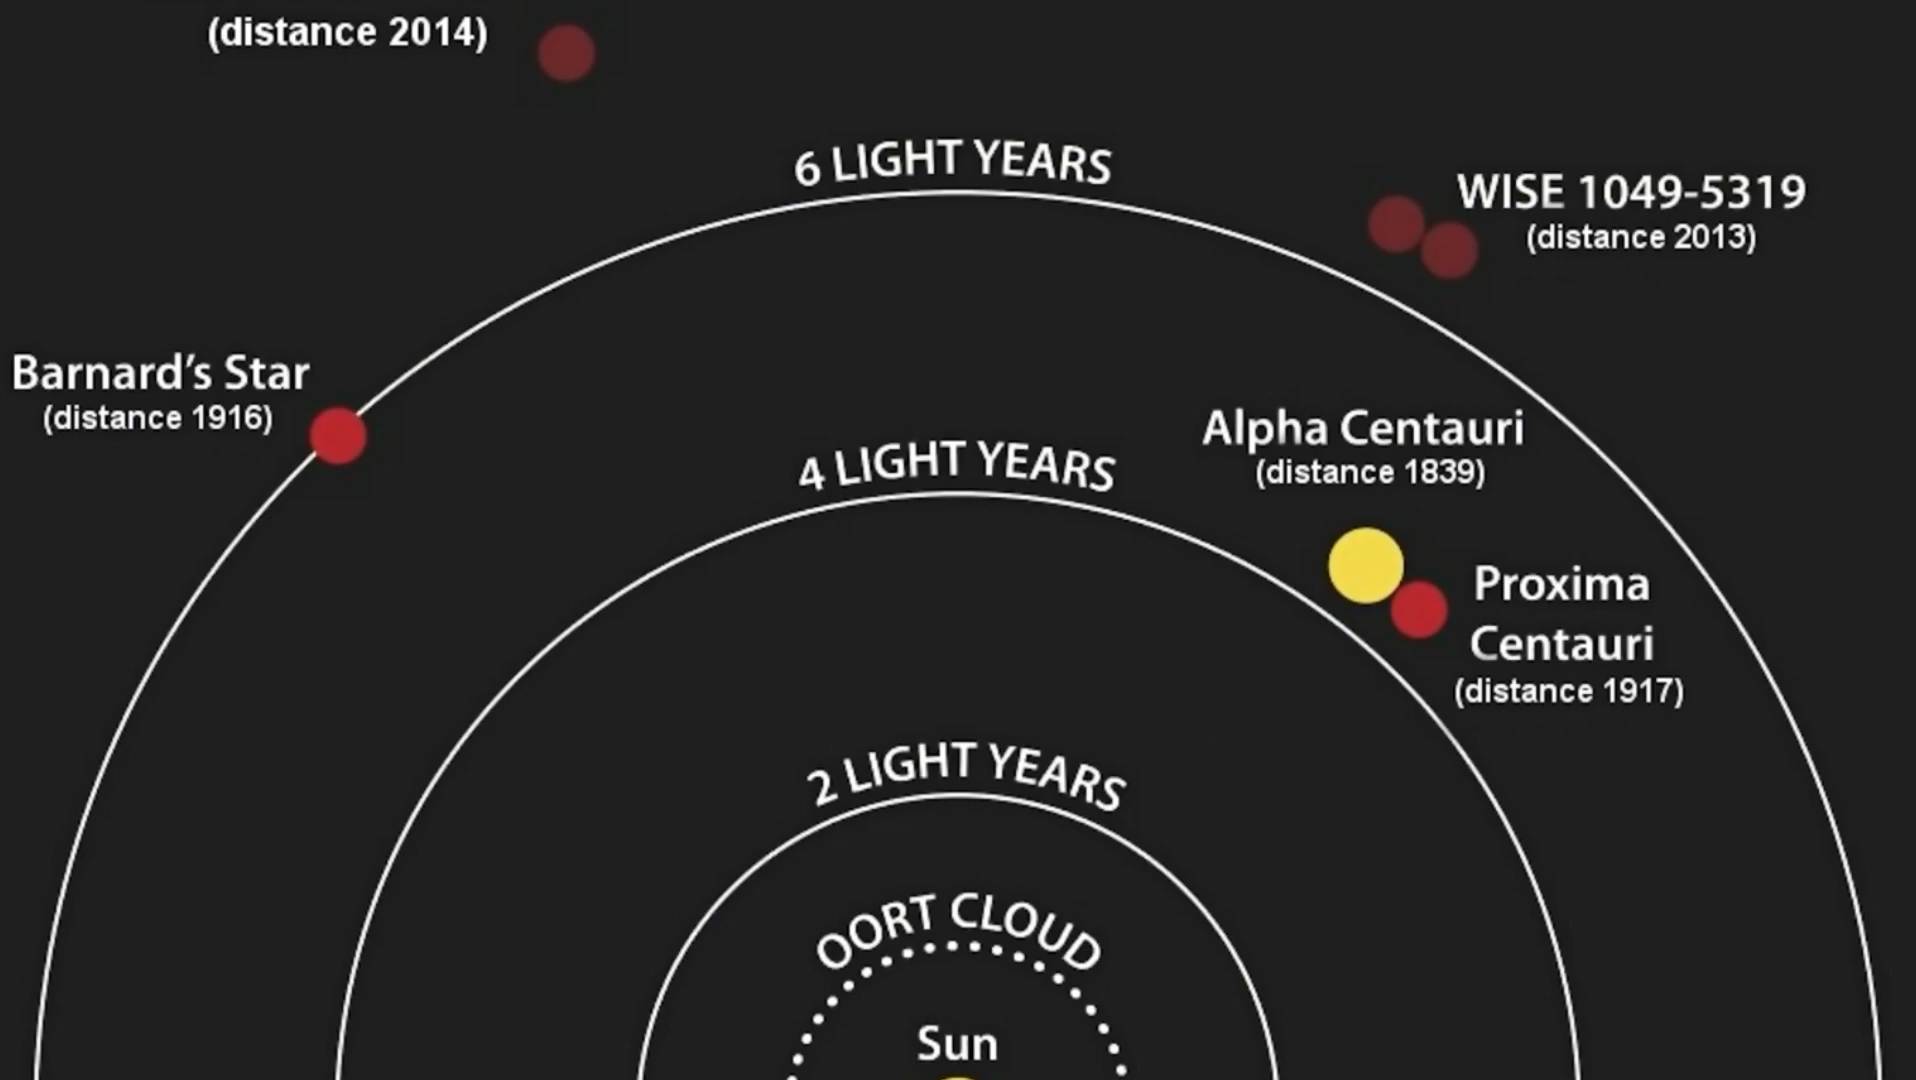 (distance 2014)
6 LIGHT YEARS
WISE 1049-5319
(distance 2013)
Barnard’s Star
(distance 1916)
Alpha Centauri
(distance 1839)
4 LIGHT YEARS
Proxima
Centauri
(distance 1917)
2 LIGHT YEARS
OORT CLOUD
Sun